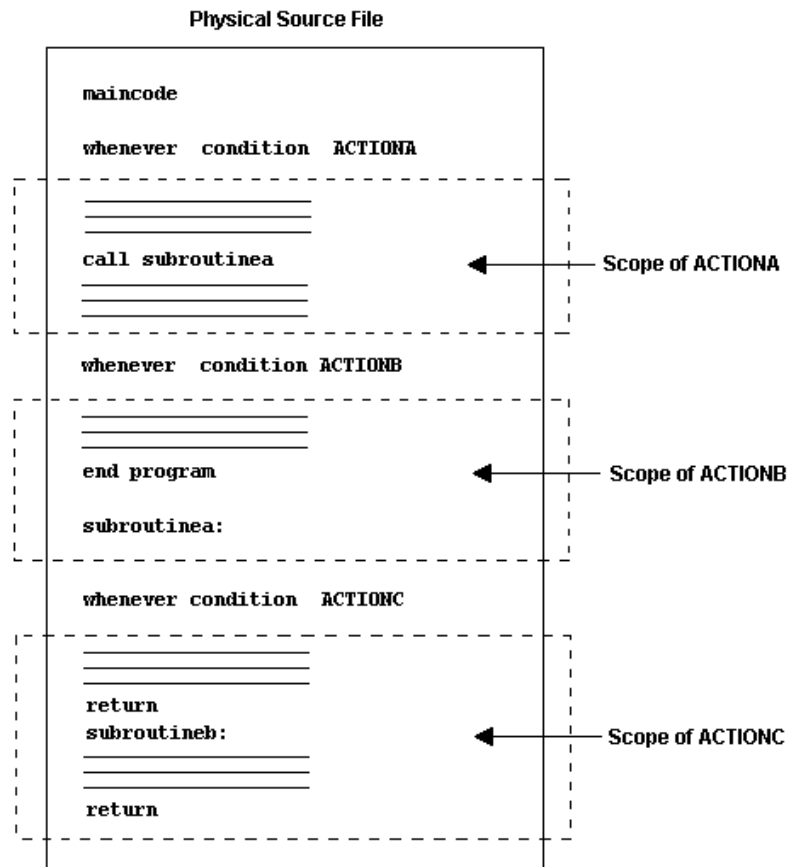 Physical Source File
maincode
whenever condition ACTIONA
call subroutinea
Scope of ACTIONA
whenever condition ACTIONB
end program
Scope of ACTIONB
subroutinea:
whenever condition ACTIONC
return
subroutineb:
Scope of ACTIONC
return